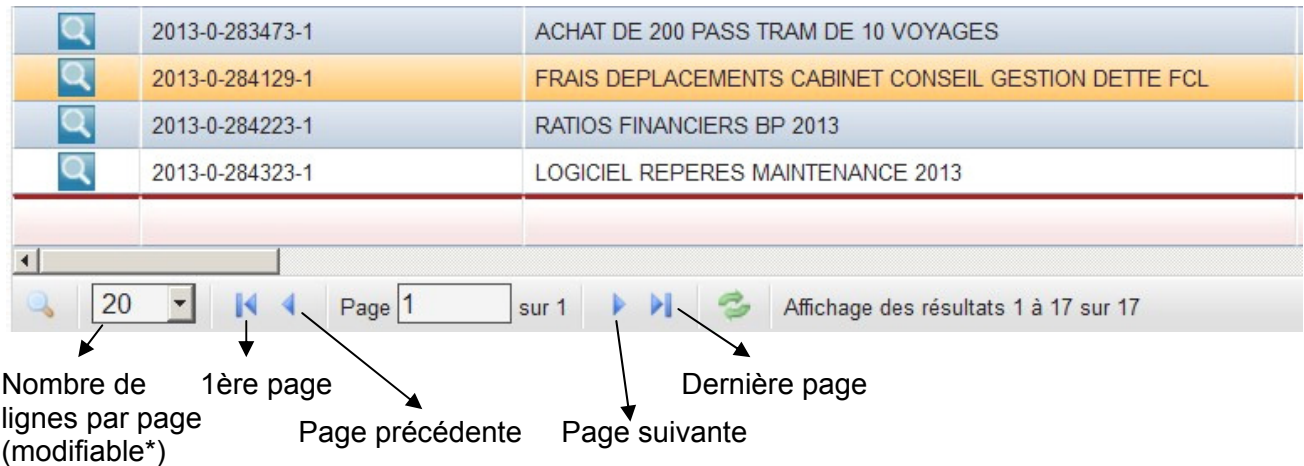 2013-0-283473-1 ACHAT DE 200 PASS TRAM DE 10 VOYAGES
2013-0-284129-1 FRAIS DEPLACEMENTS CABINET CONSEIL GESTION DETTE FCL
2013-0-284223-1 RATIOS FINANCIERS BP 2013
2013-0-284323-1 LOGICIEL REPERES MAINTENANCE 2013
20 Page 1 sur 1 Affichage des résultats 1 à 17 sur 17
Nombre de
lignes par page
(modifiable*)
1ère page
Page précédente
Page suivante
Dernière page